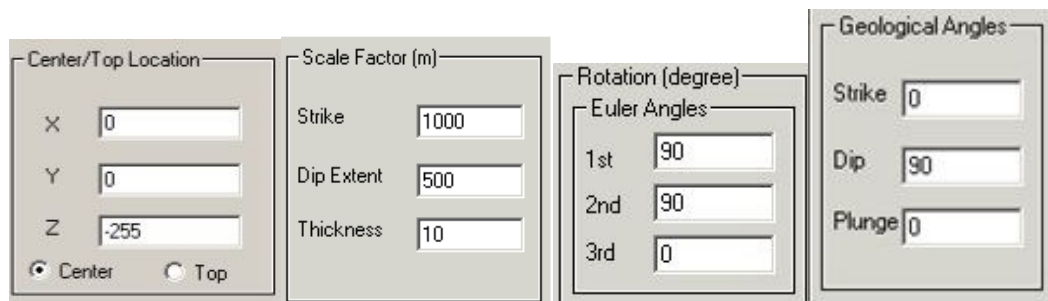 Center/Top Location
X 0
Y 0
Z -255
Center Top
Scale Factor (m)
Strike 1000
Dip Extent 500
Thickness 10
Rotation (degree)
Euler Angles
1st 90
2nd 90
3rd 0
Geological Angles
Strike 0
Dip 90
Plunge 0